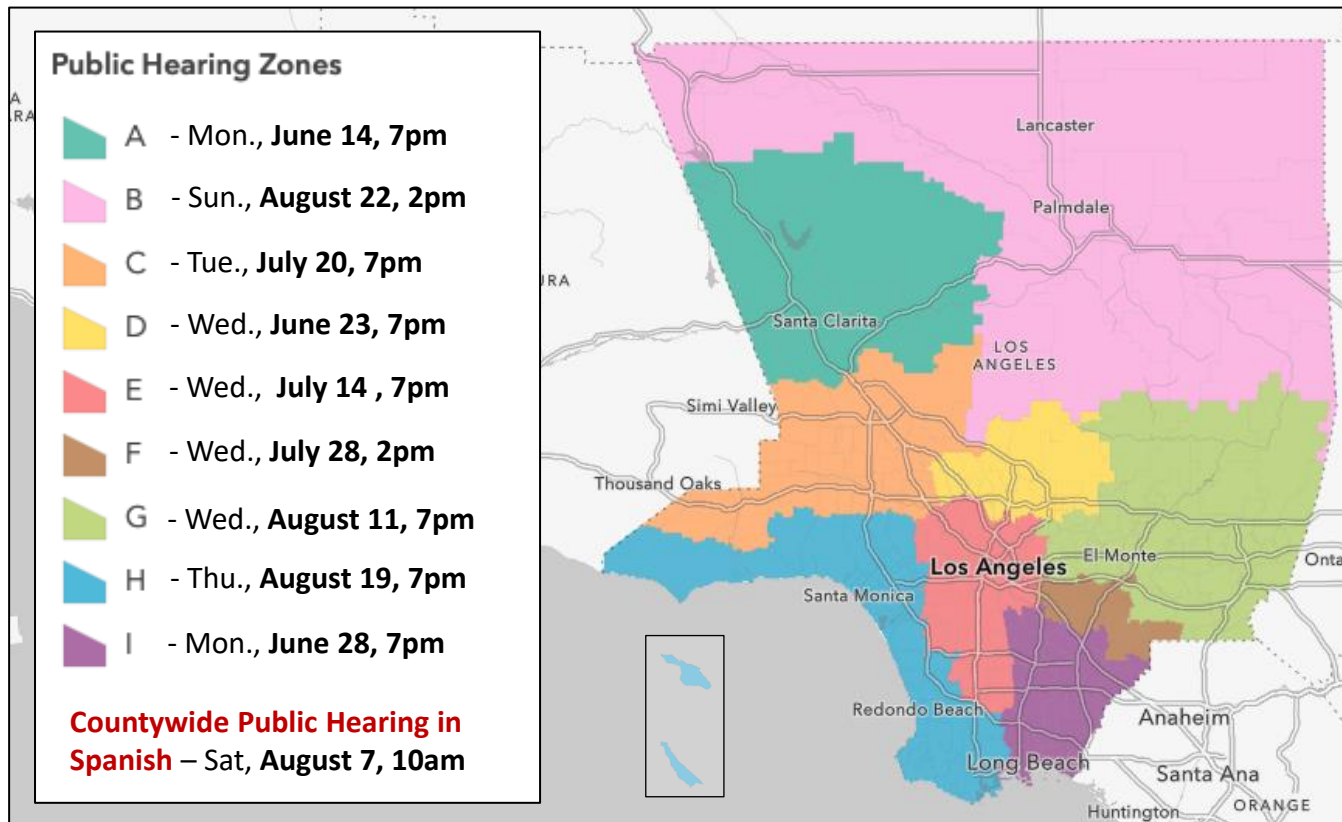 Public Hearing Zones
A - Mon., June 14, 7pm
B - Sun., August 22, 2pm
C - Tue., July 20, 7pm
D - Wed., June 23, 7pm
E - Wed., July 14 , 7pm
F - Wed., July 28, 2pm
G - Wed., August 11, 7pm
H - Thu., August 19, 7pm
I - Mon., June 28, 7pm
Countywide Public Hearing in
Spanish – Sat, August 7, 10am
A
RA
URA
Lancaster
Palmdale
Santa Clarita
LOS
ANGELES
Simi Valley
Thousand Oaks
El Monte
Los Angeles
Onta
Santa Monica
Redondo Beach
Anaheim
Long Beach
Santa Ana
Huntington
ORANGE